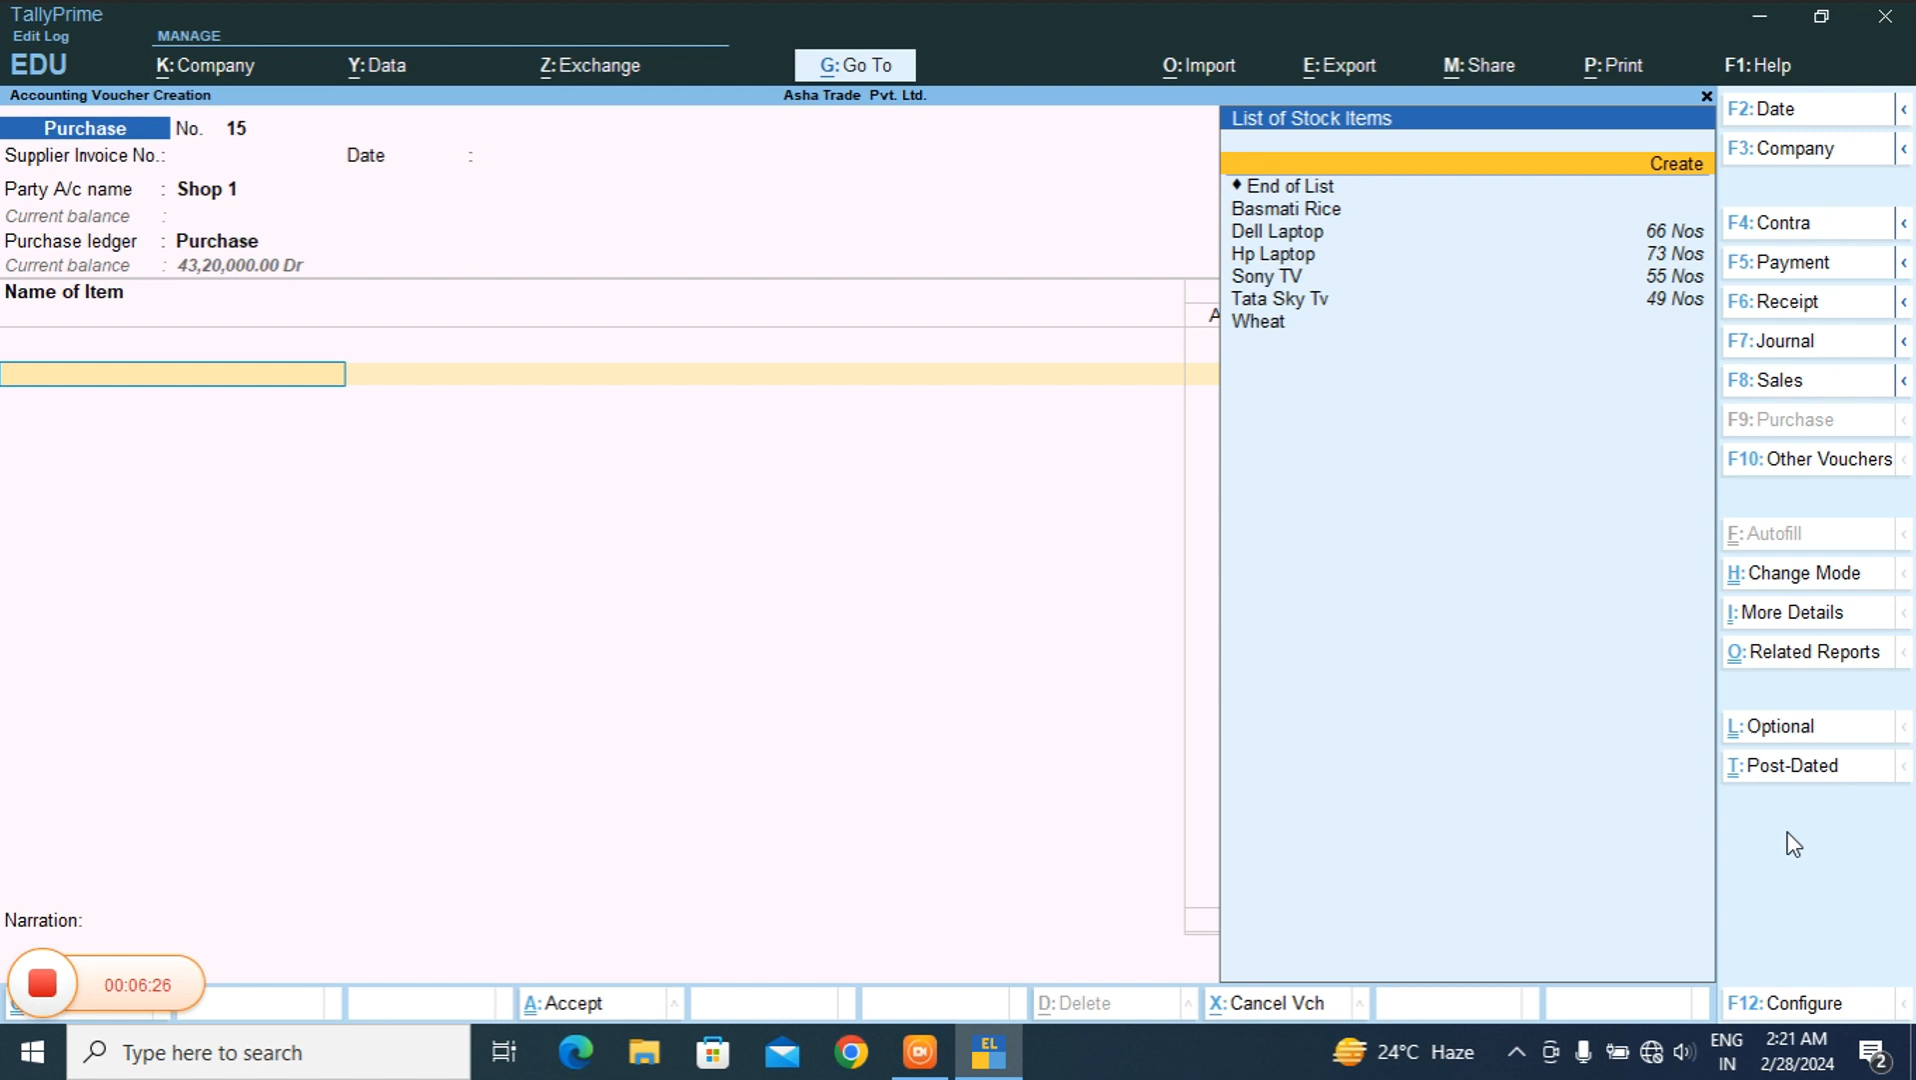 TallyPrime
Edit Log
EDU
MANAGE
K: Company
Y: Data
Z: Exchange
G: Go To
O: Import
E: Export
M: Share
P: Print
F1: Help
Accounting Voucher Creation
Asha Trade Pvt. Ltd.
Purchase No. 15
Supplier Invoice No.: Date :
Party A/c name : Shop 1
Current balance :
Purchase ledger : Purchase
Current balance : 43,20,000.00 Dr
Name of Item
List of Stock Items
Create
♦ End of List
Basmati Rice
Dell Laptop 66 Nos
Hp Laptop 73 Nos
Sony TV 55 Nos
Tata Sky Tv 49 Nos
Wheat
F2: Date
F3: Company
F4: Contra
F5: Payment
F6: Receipt
F7: Journal
F8: Sales
F9: Purchase
F10: Other Vouchers
F: Autofill
H: Change Mode
I: More Details
O: Related Reports
L: Optional
T: Post-Dated
Narration:
00:06:26
A: Accept
D: Delete
X: Cancel Vch
F12: Configure
Type here to search
EL
24°C Haze
ENG
IN
2:21 AM
2/28/2024
2